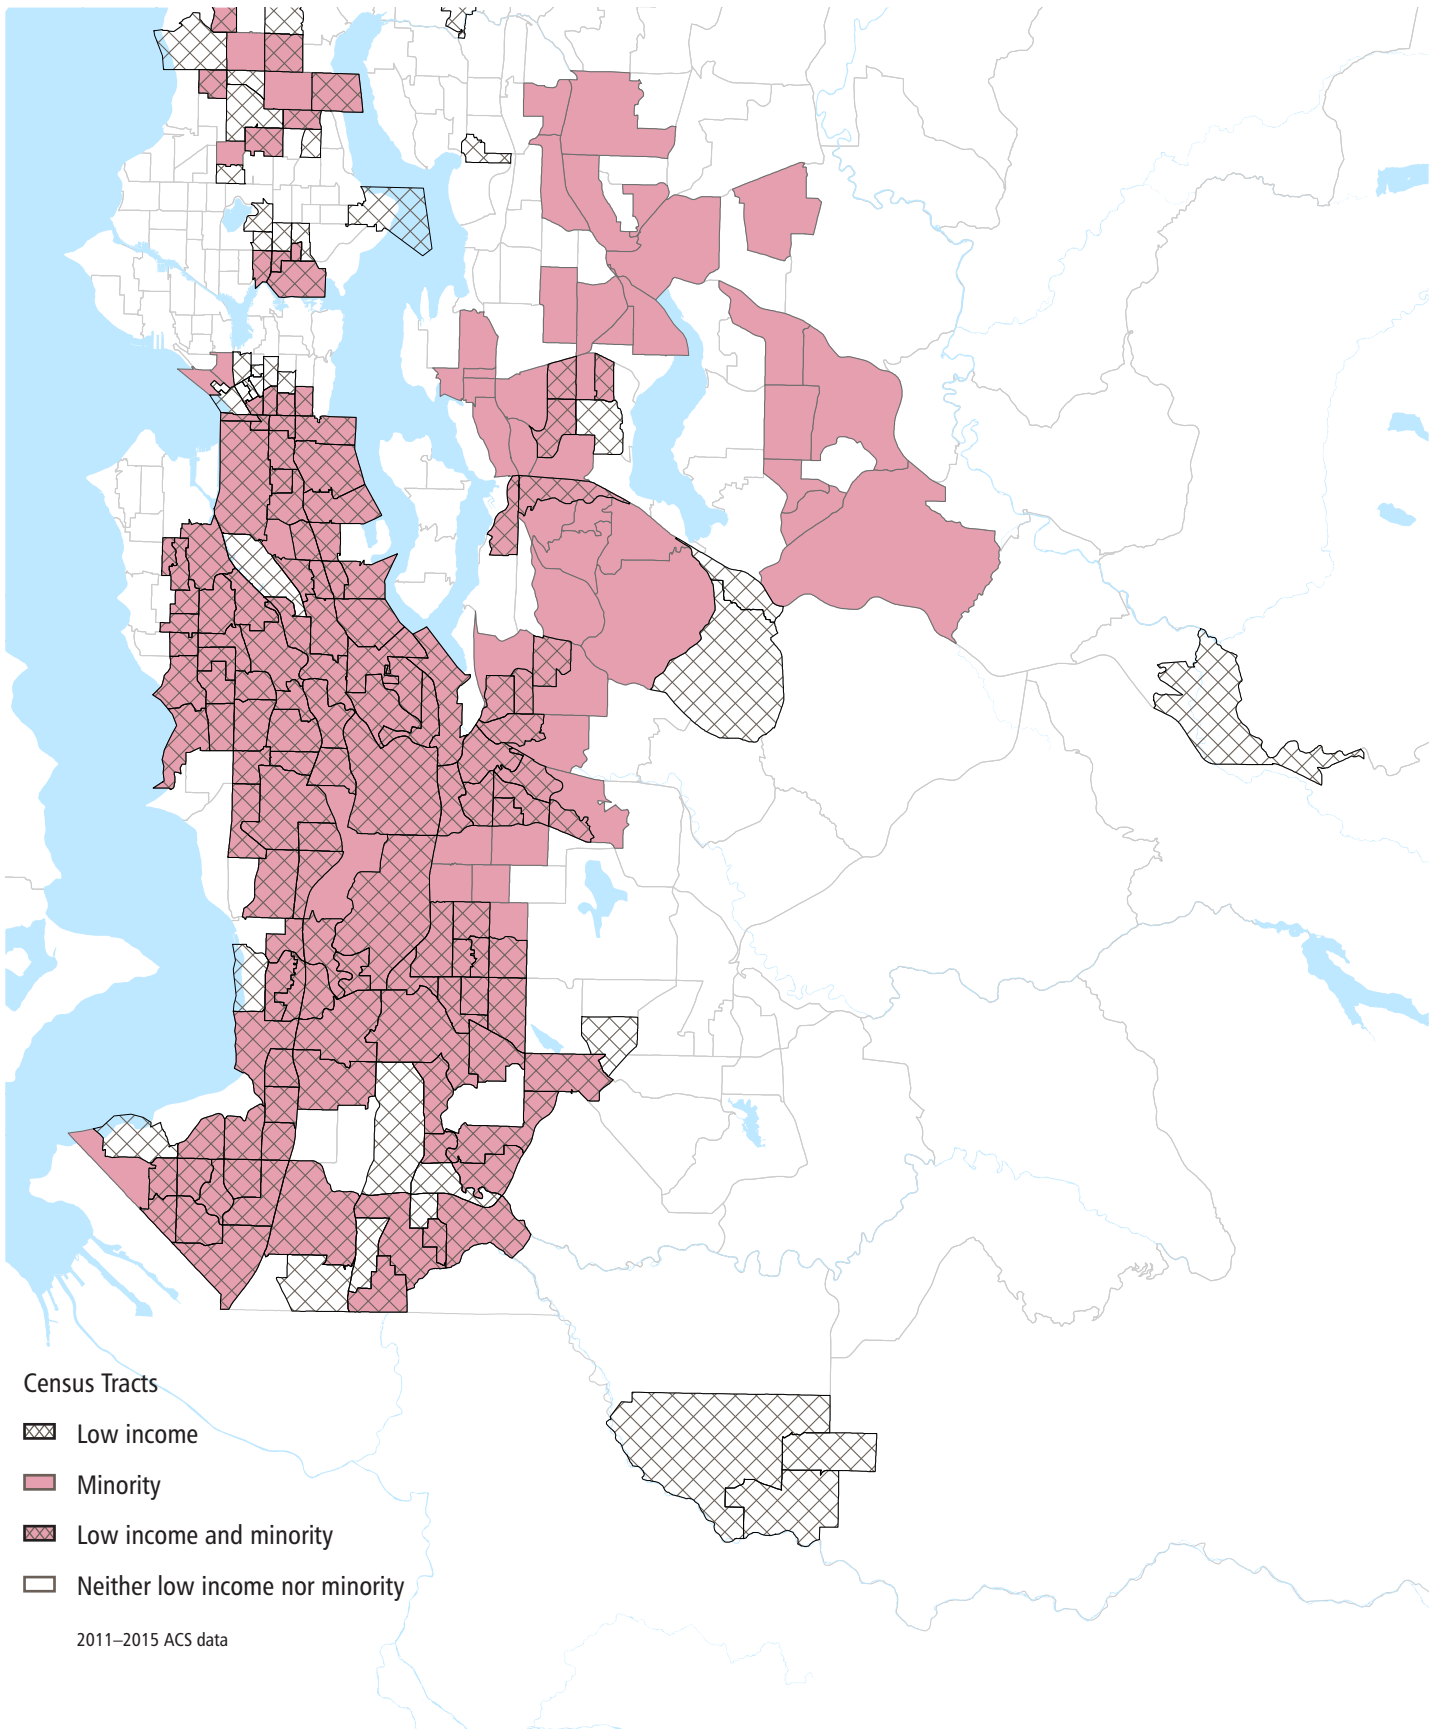 Census Tracts
Low income
Minority
Low income and minority
Neither low income nor minority
2011–2015 ACS data